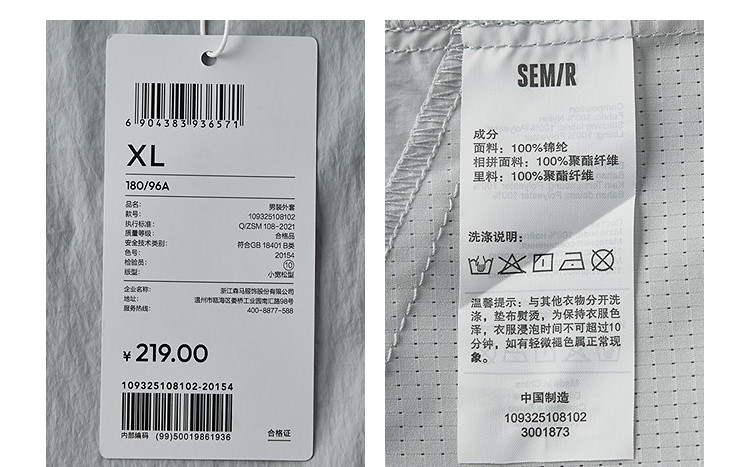 6 904383 936571
XL
180/96A
品名: 男装外套
款号: 109325108102
执行标准: Q/ZSM 108-2021
质量等级: 合格品
安全技术类别: 符合GB 18401 B类
色号: 20154
检验员: 10
版型: 小宽松型
企业名称: 浙江森马服饰股份有限公司
地址: 温州市瓯海区娄桥工业园南汇路98号
服务热线: 400-8877-588
¥ 219.00
109325108102-20154
内部编码 (99)50019861936
合格证
SEMIR
成分
面料：100%锦纶
相拼面料：100%聚酯纤维
里料：100%聚酯纤维
洗涤说明：
温馨提示：与其他衣物分开洗
涤，垫布熨烫，为保持衣服色
泽，衣服浸泡时间不可超过10
分钟，如有轻微褪色属正常现
象。
中国制造
109325108102
3001873